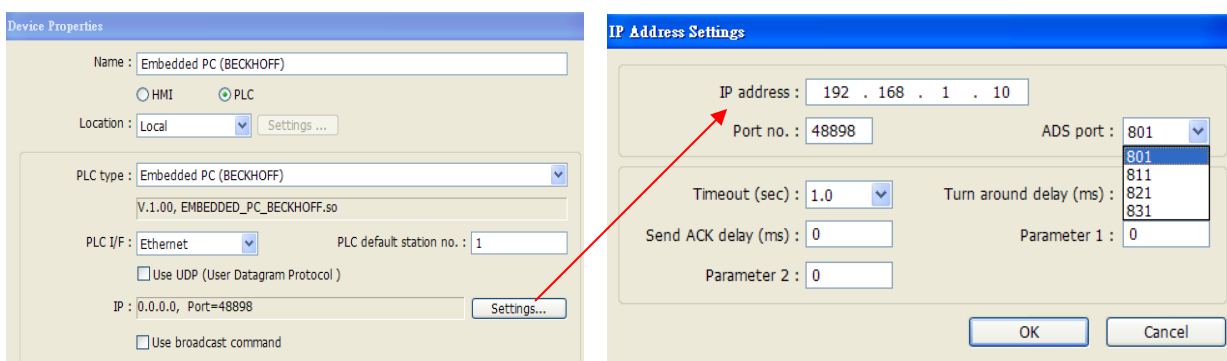 Device Properties
Name : Embedded PC (BECKHOFF)
HMI PLC
Location : Local Settings ...
PLC type : Embedded PC (BECKHOFF)
V.1.00, EMBEDDED_PC_BECKHOFF.so
PLC I/F : Ethernet PLC default station no. : 1
Use UDP (User Datagram Protocol )
IP : 0.0.0.0, Port=48898 Settings...
Use broadcast command
IP Address Settings
IP address : 192 . 168 . 1 . 10
Port no. : 48898 ADS port : 801
801
811
821
831
Timeout (sec) : 1.0 Turn around delay (ms) :
Send ACK delay (ms) : 0 Parameter 1 : 0
Parameter 2 : 0
OK Cancel